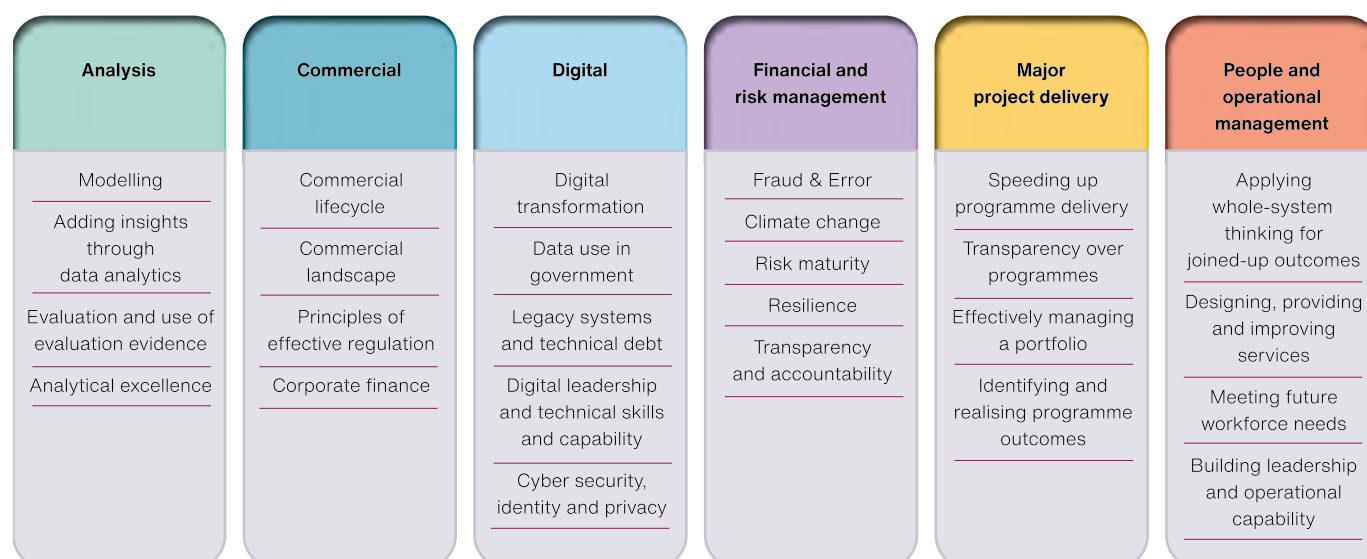 Analysis
Modelling
Adding insights
through
data analytics
Evaluation and use of
evaluation evidence
Analytical excellence
Commercial
Commercial
lifecycle
Commercial
landscape
Principles of
effective regulation
Corporate finance
Digital
Digital
transformation
Data use in
government
Legacy systems
and technical debt
Digital leadership
and technical skills
and capability
Cyber security,
identity and privacy
Financial and
risk management
Fraud & Error
Climate change
Risk maturity
Resilience
Transparency
and accountability
Major
project delivery
Speeding up
programme delivery
Transparency over
programmes
Effectively managing
a portfolio
Identifying and
realising programme
outcomes
People and
operational
management
Applying
whole-system
thinking for
joined-up outcomes
Designing, providing
and improving
services
Meeting future
workforce needs
Building leadership
and operational
capability